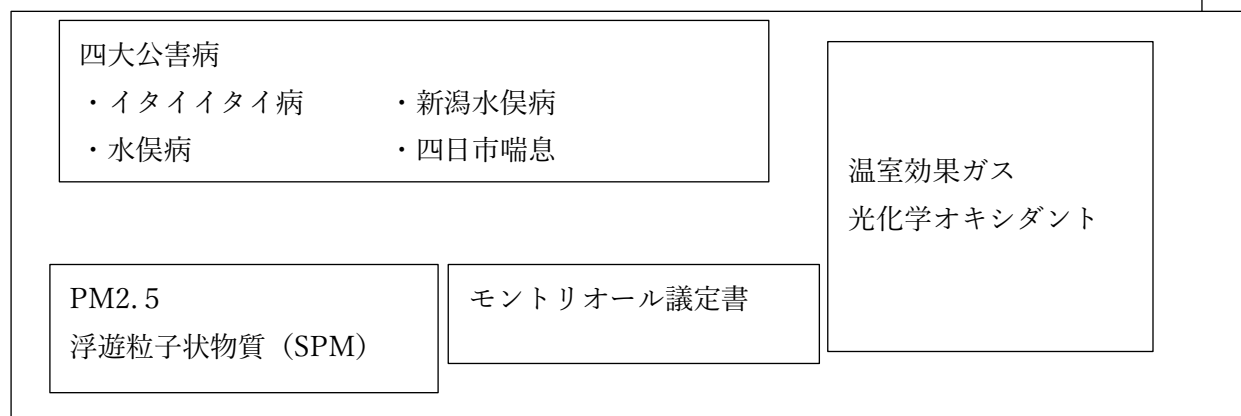 四大公害病
・イタイイタイ病　　　・新潟水俣病
・水俣病　　　　　　　・四日市喘息
温室効果ガス
光化学オキシダント
PM2.5
浮遊粒子状物質（SPM）
モントリオール議定書